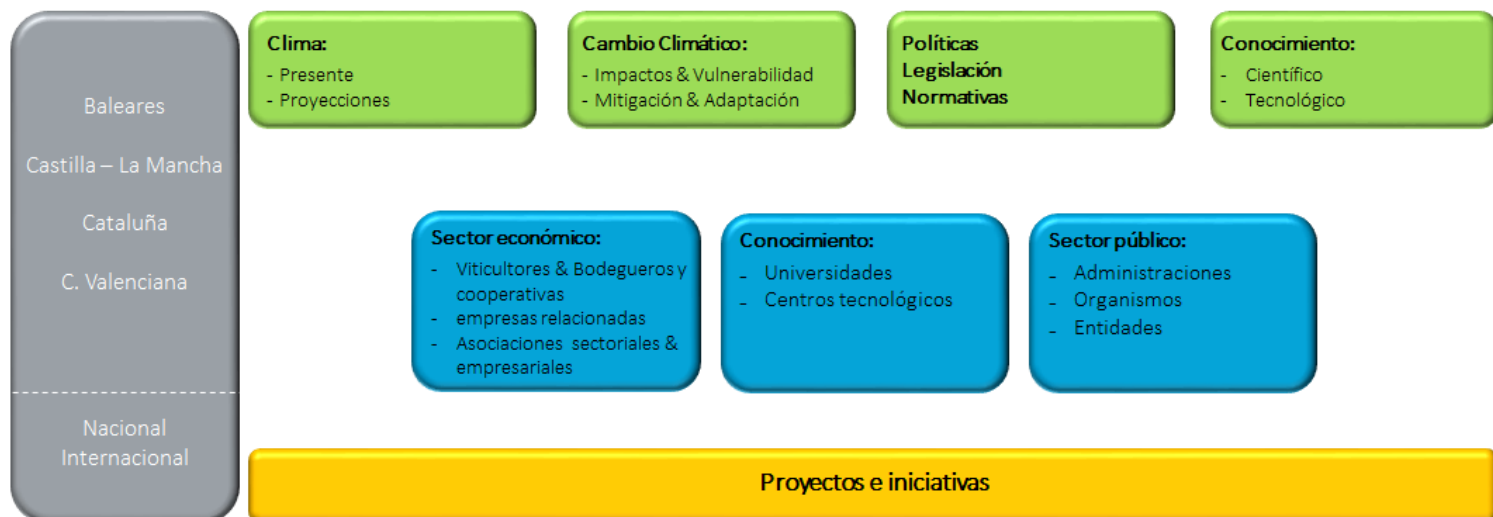 Baleares
Castilla – La Mancha
Cataluña
C. Valenciana
Nacional
Internacional
Clima:
- Presente
- Proyecciones
Cambio Climático:
- Impactos & Vulnerabilidad
- Mitigación & Adaptación
Políticas
Legislación
Normativas
Conocimiento:
- Científico
- Tecnológico
Sector económico:
- Viticultores & Bodegueros y
cooperativas
- empresas relacionadas
- Asociaciones sectoriales &
empresariales
Conocimiento:
- Universidades
- Centros tecnológicos
Sector público:
- Administraciones
- Organismos
- Entidades
Proyectos e iniciativas